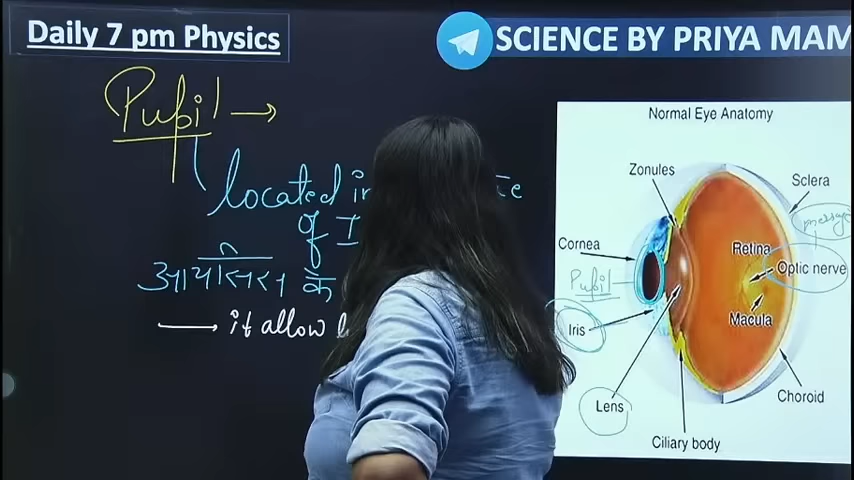 Daily 7 pm Physics
SCIENCE BY PRIYA MAM
Pupil →
located in
of I
आयरिस के
→ it allow
Normal Eye Anatomy
Zonules
Sclera
Cornea
Retina
Optic nerve
Pupil
Macula
Iris
Lens
Choroid
Ciliary body